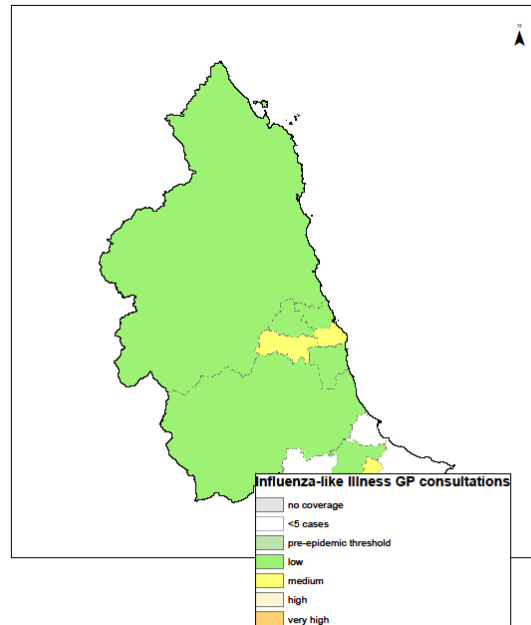 N
Influenza-like Illness GP consultations
no coverage
<5 cases
pre-epidemic threshold
low
medium
high
very high